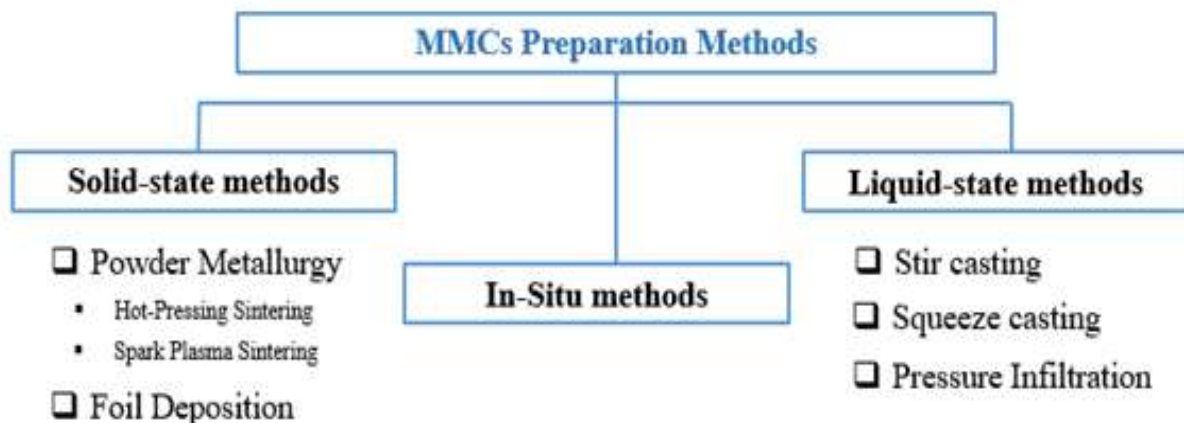 MMCs Preparation Methods
Solid-state methods
❑ Powder Metallurgy
▪ Hot-Pressing Sintering
▪ Spark Plasma Sintering
❑ Foil Deposition
In-Situ methods
Liquid-state methods
❑ Stir casting
❑ Squeeze casting
❑ Pressure Infiltration